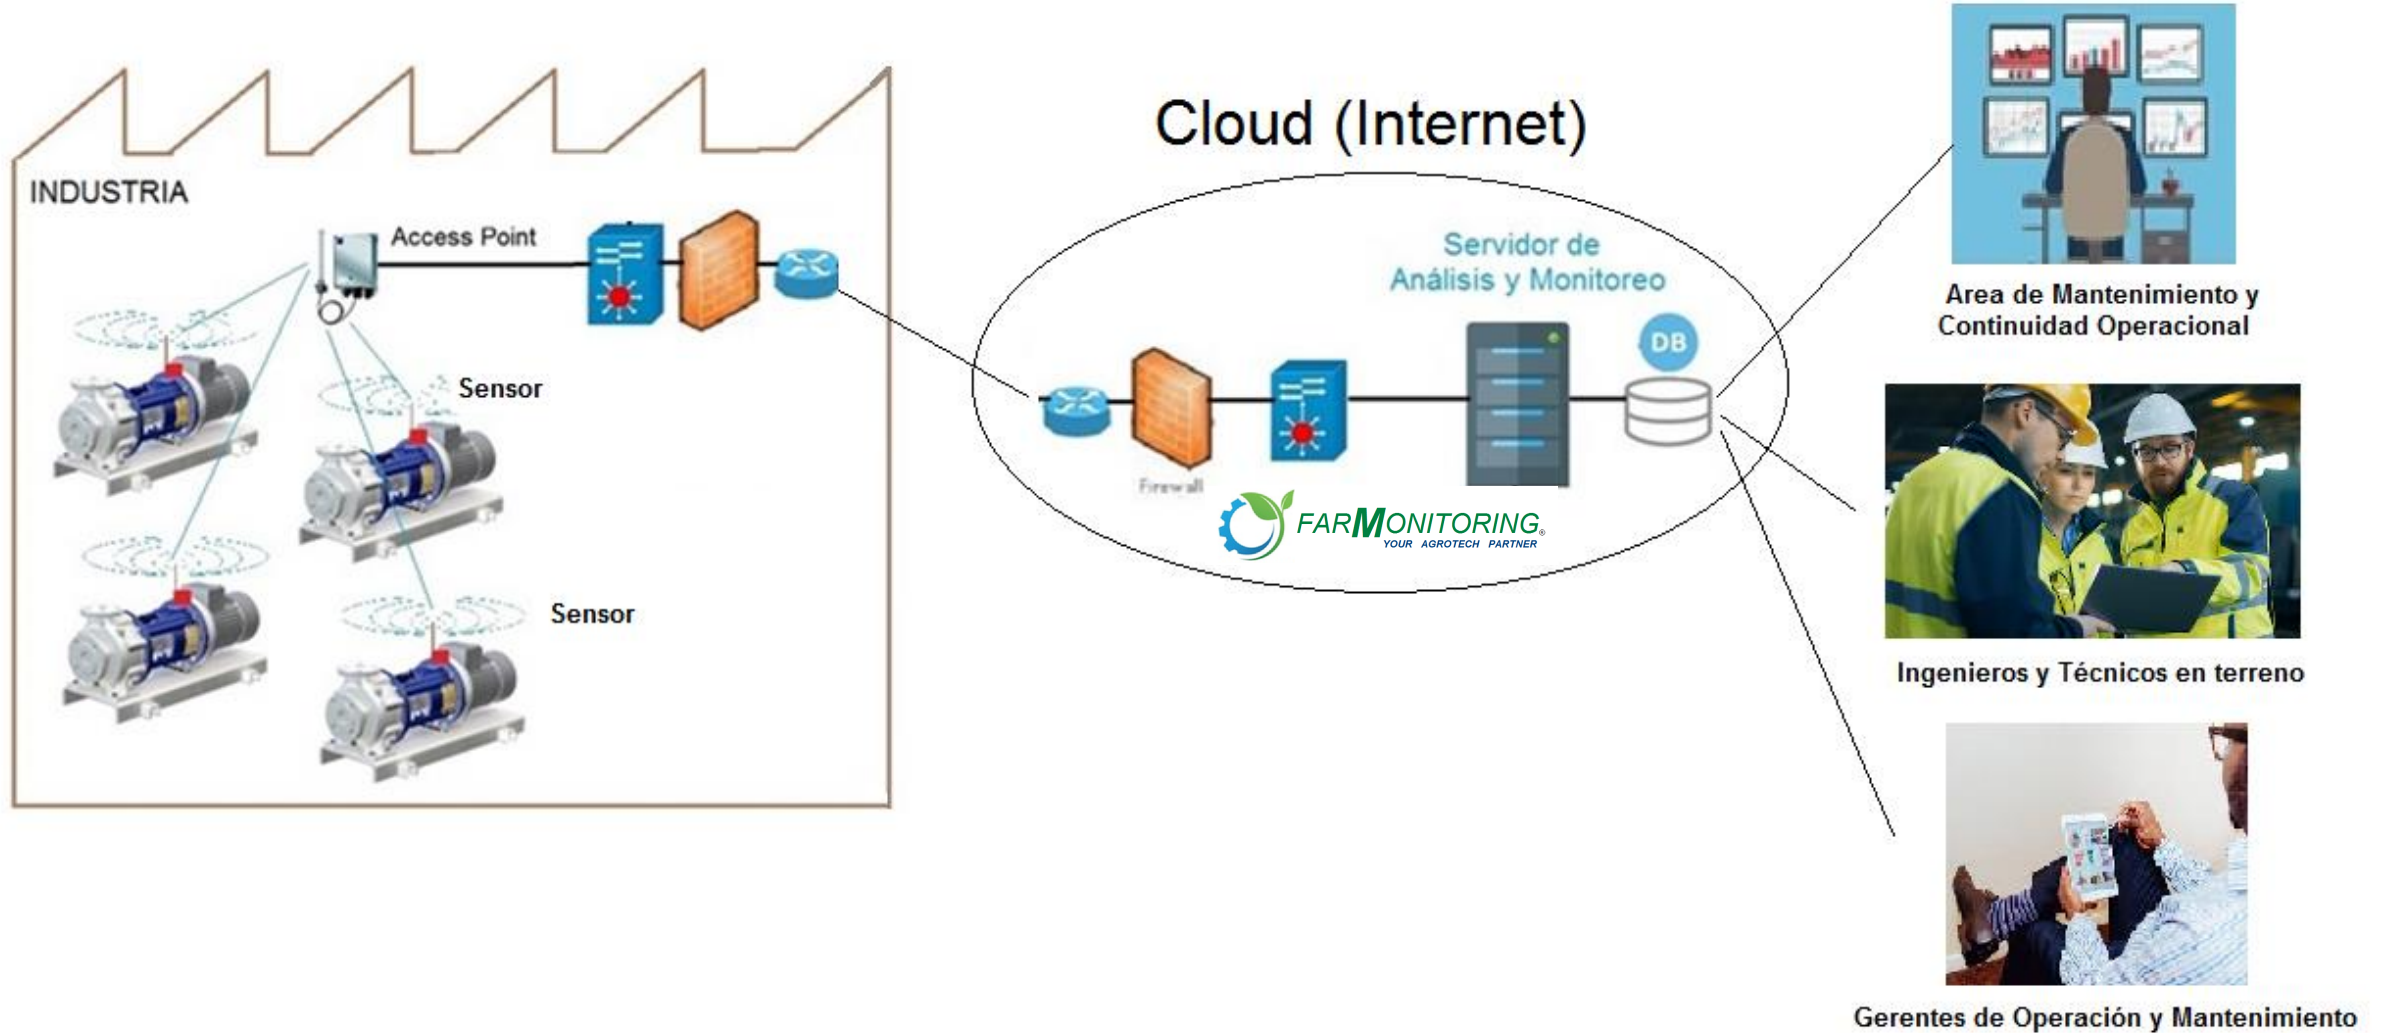 Cloud (Internet)
INDUSTRIA
Access Point
Sensor
Sensor
Servidor de
Análisis y Monitoreo
DB
Firewall
FARMONITORING®
YOUR AGROTECH PARTNER
Area de Mantenimiento y
Continuidad Operacional
Ingenieros y Técnicos en terreno
Gerentes de Operación y Mantenimiento